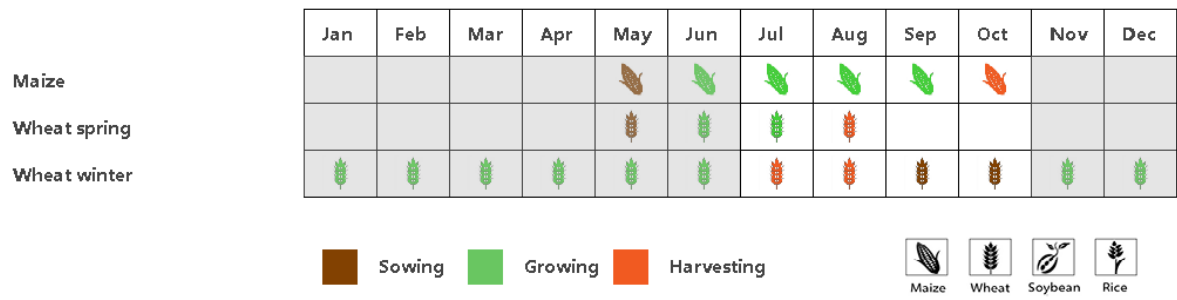 Jan Feb Mar Apr May Jun Jul Aug Sep Oct Nov Dec
Maize
Wheat spring
Wheat winter
Sowing Growing Harvesting
Maize Wheat Soybean Rice